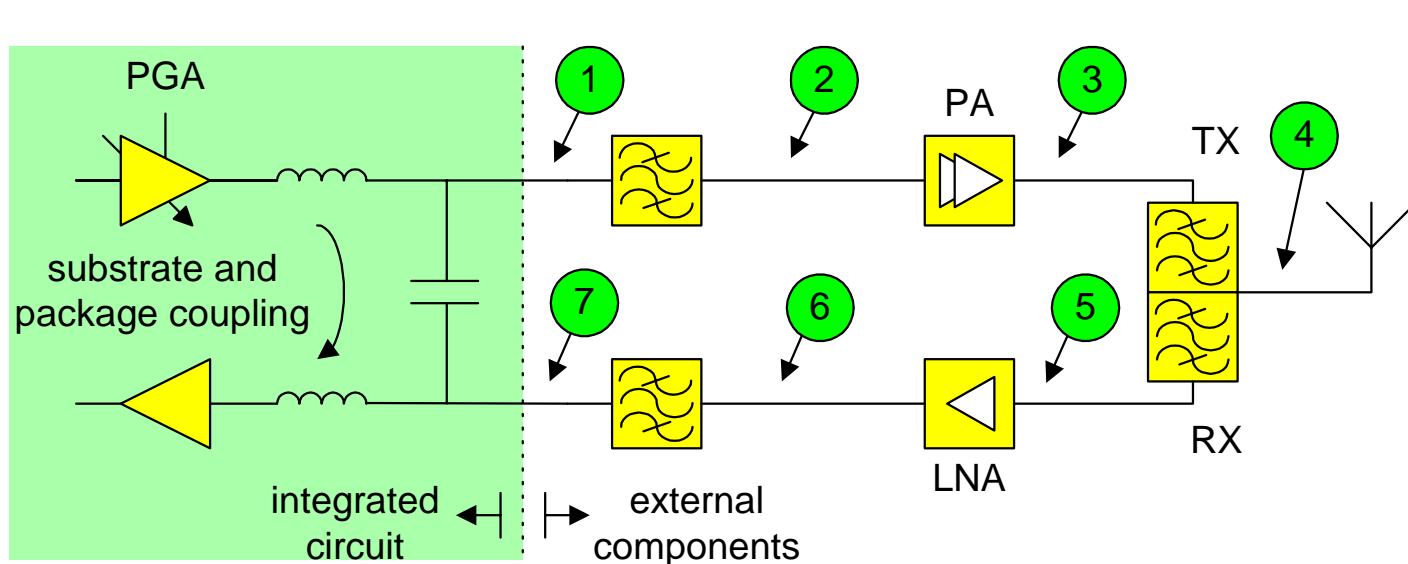 PGA
1
2
PA
3
TX
4
substrate and
package coupling
7
6
5
RX
LNA
integrated
circuit
external
components